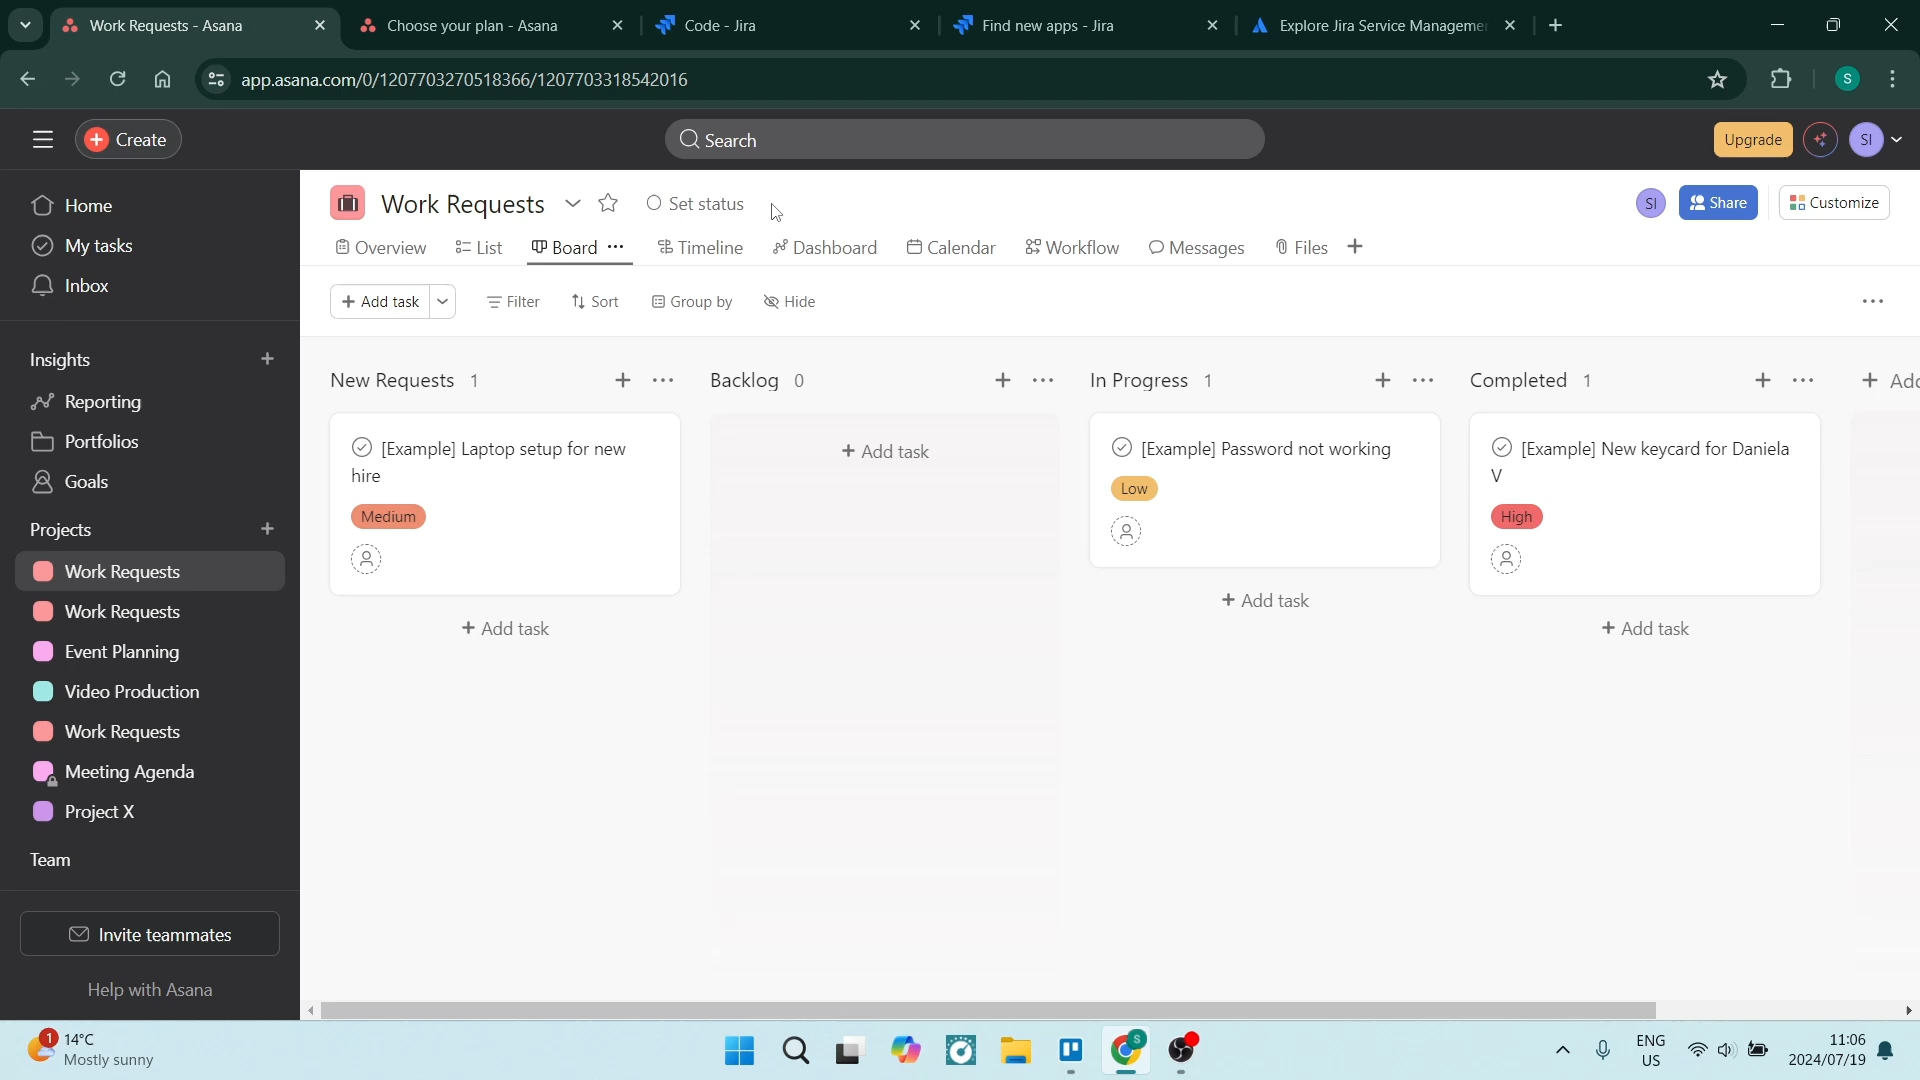 Work Requests - Asana
Choose your plan - Asana
Code - Jira
Find new apps - Jira
Explore Jira Service Managemen
app.asana.com/0/1207703270518366/1207703318542016
S
Create
Search
Upgrade
SI
Home
My tasks
Inbox
Insights
Reporting
Portfolios
Goals
Projects
Work Requests
Work Requests
Event Planning
Video Production
Work Requests
Meeting Agenda
Project X
Team
Invite teammates
Help with Asana
Work Requests
Set status
SI
Share
Customize
Overview
List
Board
Timeline
Dashboard
Calendar
Workflow
Messages
Files
Add task
Filter
Sort
Group by
Hide
New Requests 1
[Example] Laptop setup for new
hire
Medium
Add task
Backlog 0
Add task
In Progress 1
[Example] Password not working
Low
Add task
Completed 1
[Example] New keycard for Daniela
V
High
Add task
Add
1
14°C
Mostly sunny
S
ENG
US
11:06
2024/07/19